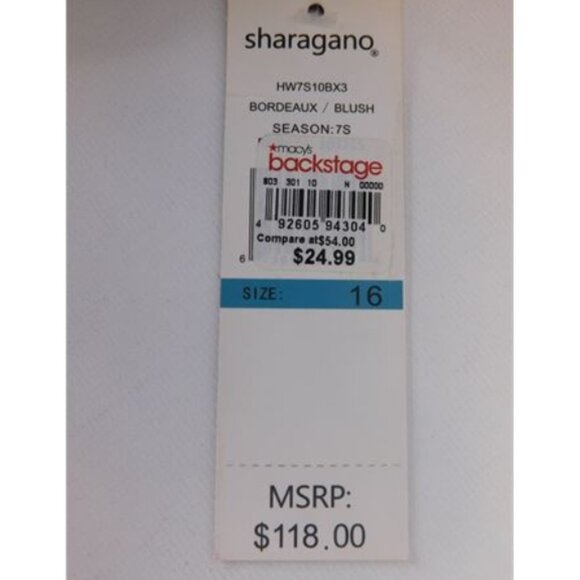 sharagano®
HW7S10BX3
BORDEAUX / BLUSH
SEASON:7S
★macy's
backstage
803 301 10 N 00000
4 92605 94304 0
Compare at$54.00
6
$24.99
SIZE: 16
MSRP:
$118.00